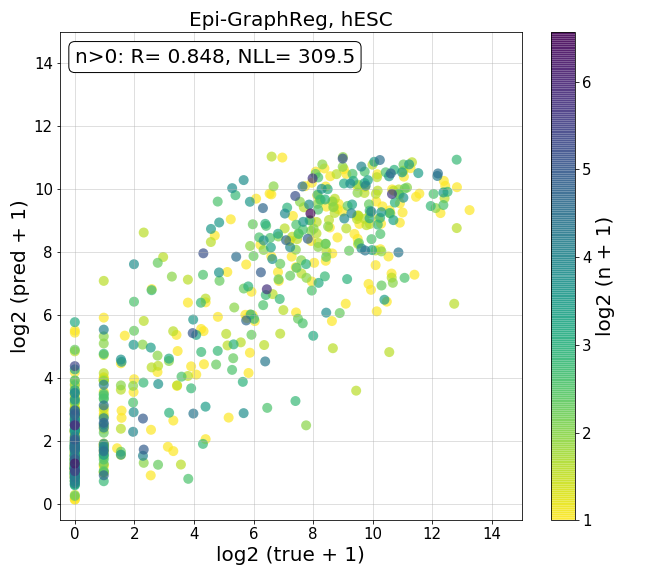 Epi-GraphReg, hESC
n>0: R= 0.848, NLL= 309.5
log2 (pred + 1)
14
12
10
8
6
4
2
0
0 2 4 6 8 10 12 14
log2 (true + 1)
6
5
4
3
2
1
log2 (n + 1)